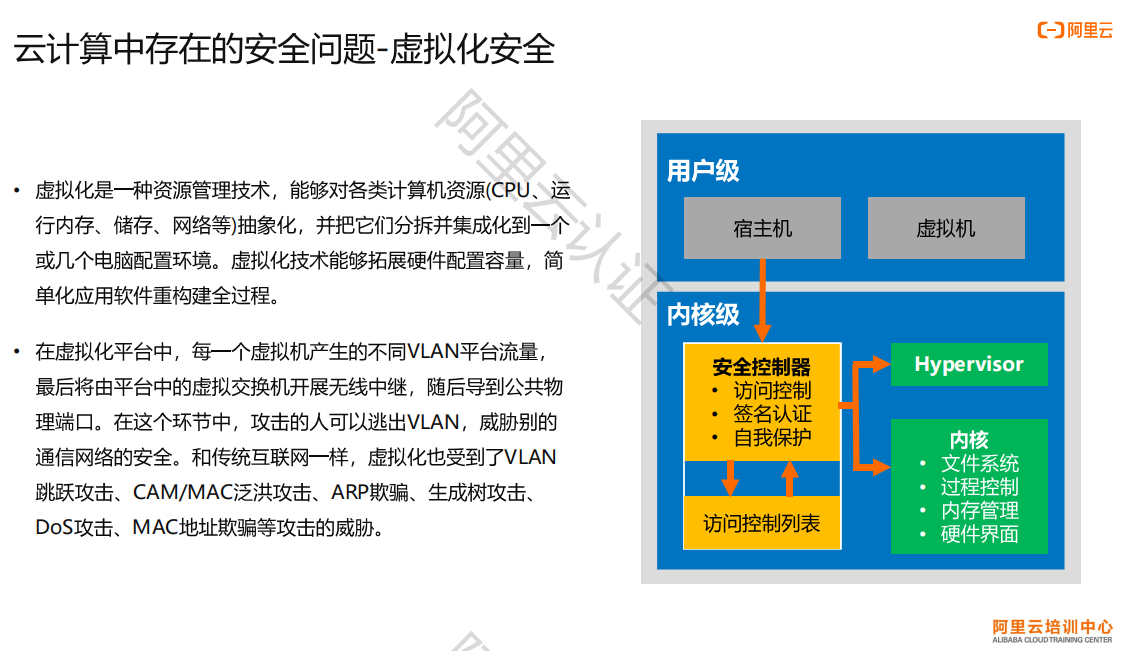 云计算中存在的安全问题-虚拟化安全
阿里云
• 虚拟化是一种资源管理技术，能够对各类计算机资源(CPU、运
行内存、储存、网络等)抽象化，并把它们分拆并集成化到一个
或几个电脑配置环境。虚拟化技术能够拓展硬件配置容量，简
单化应用软件重构建全过程。
• 在虚拟化平台中，每一个虚拟机产生的不同VLAN平台流量，
最后将由平台中的虚拟交换机开展无线中继，随后导到公共物
理端口。在这个环节中，攻击的人可以逃出VLAN，威胁别的
通信网络的安全。和传统互联网一样，虚拟化也受到了VLAN
跳跃攻击、CAM/MAC泛洪攻击、ARP欺骗、生成树攻击、
DoS攻击、MAC地址欺骗等攻击的威胁。
阿里云认证
用户级
宿主机
虚拟机
内核级
安全控制器
• 访问控制
• 签名认证
• 自我保护
访问控制列表
Hypervisor
内核
• 文件系统
• 过程控制
• 内存管理
• 硬件界面
阿里云培训中心
ALIBABA CLOUD TRAINING CENTER